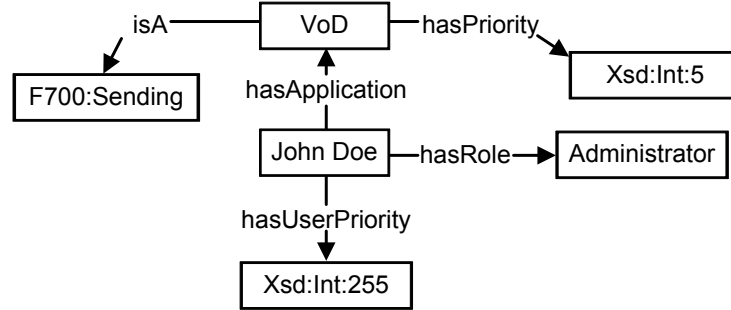 isA
VoD
hasPriority
F700:Sending
Xsd:Int:5
hasApplication
John Doe
hasRole
Administrator
hasUserPriority
Xsd:Int:255